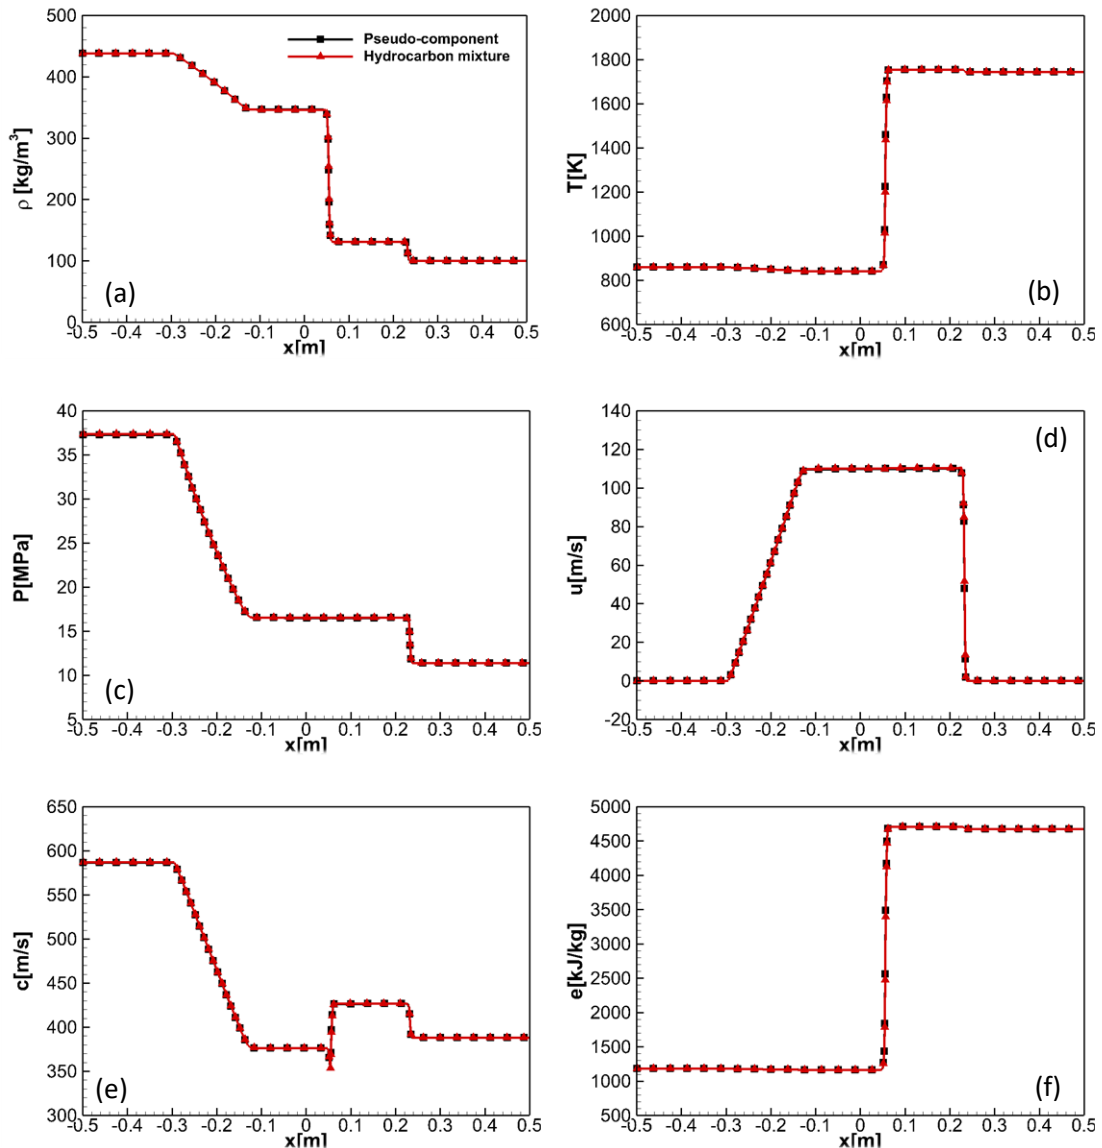 500
400
300
200
100
0
ρ [kg/m³]
Pseudo-component
Hydrocarbon mixture
(a)
-0.5 -0.4 -0.3 -0.2 -0.1 0 0.1 0.2 0.3 0.4 0.5
x[m]
2000
1800
1600
1400
1200
1000
800
600
T[K]
(b)
-0.5 -0.4 -0.3 -0.2 -0.1 0 0.1 0.2 0.3 0.4 0.5
x[m]
40
35
30
25
20
15
10
5
P[MPa]
(c)
-0.5 -0.4 -0.3 -0.2 -0.1 0 0.1 0.2 0.3 0.4 0.5
x[m]
140
120
100
80
60
40
20
0
-20
u[m/s]
(d)
-0.5 -0.4 -0.3 -0.2 -0.1 0 0.1 0.2 0.3 0.4 0.5
x[m]
650
600
550
500
450
400
350
300
c[m/s]
(e)
-0.5 -0.4 -0.3 -0.2 -0.1 0 0.1 0.2 0.3 0.4 0.5
x[m]
5000
4500
4000
3500
3000
2500
2000
1500
1000
500
e[kJ/kg]
(f)
-0.5 -0.4 -0.3 -0.2 -0.1 0 0.1 0.2 0.3 0.4 0.5
x[m]